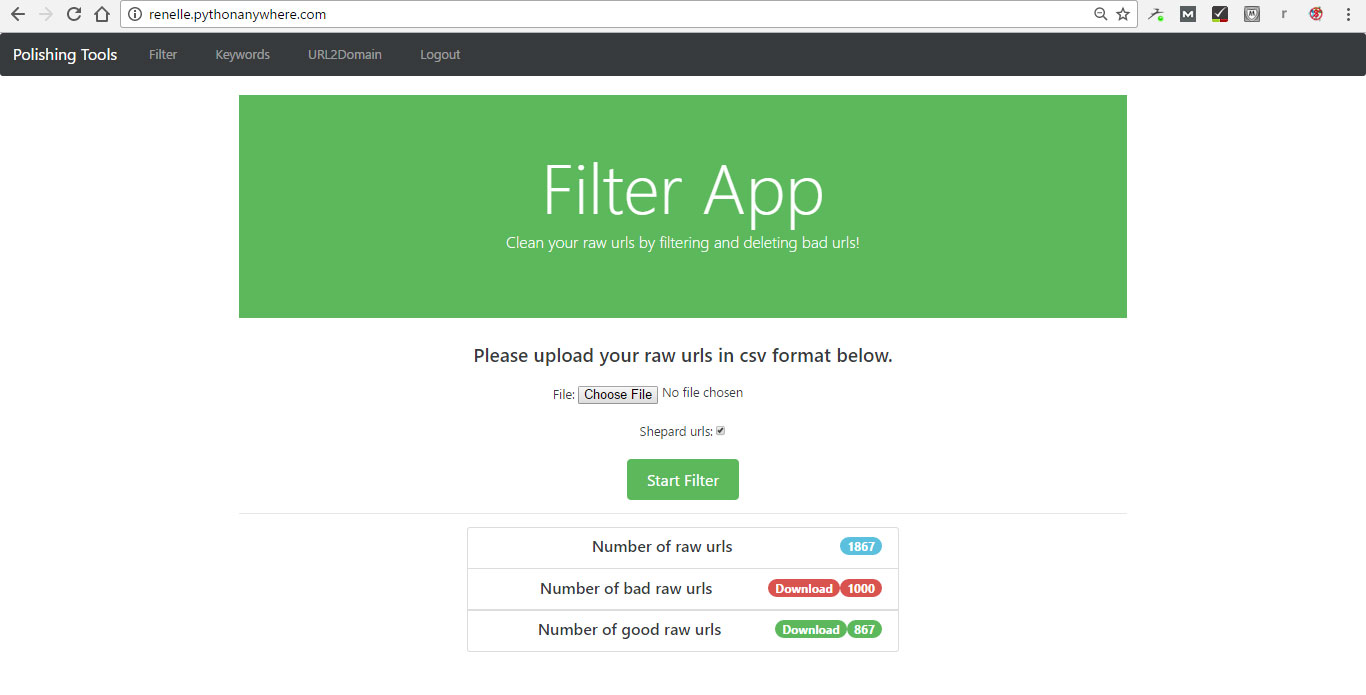 renelle.pythonanywhere.com
Polishing Tools Filter Keywords URL2Domain Logout
Filter App
Clean your raw urls by filtering and deleting bad urls!
Please upload your raw urls in csv format below.
File: Choose File No file chosen
Shepard urls:
Start Filter
Number of raw urls 1867
Number of bad raw urls Download 1000
Number of good raw urls Download 867